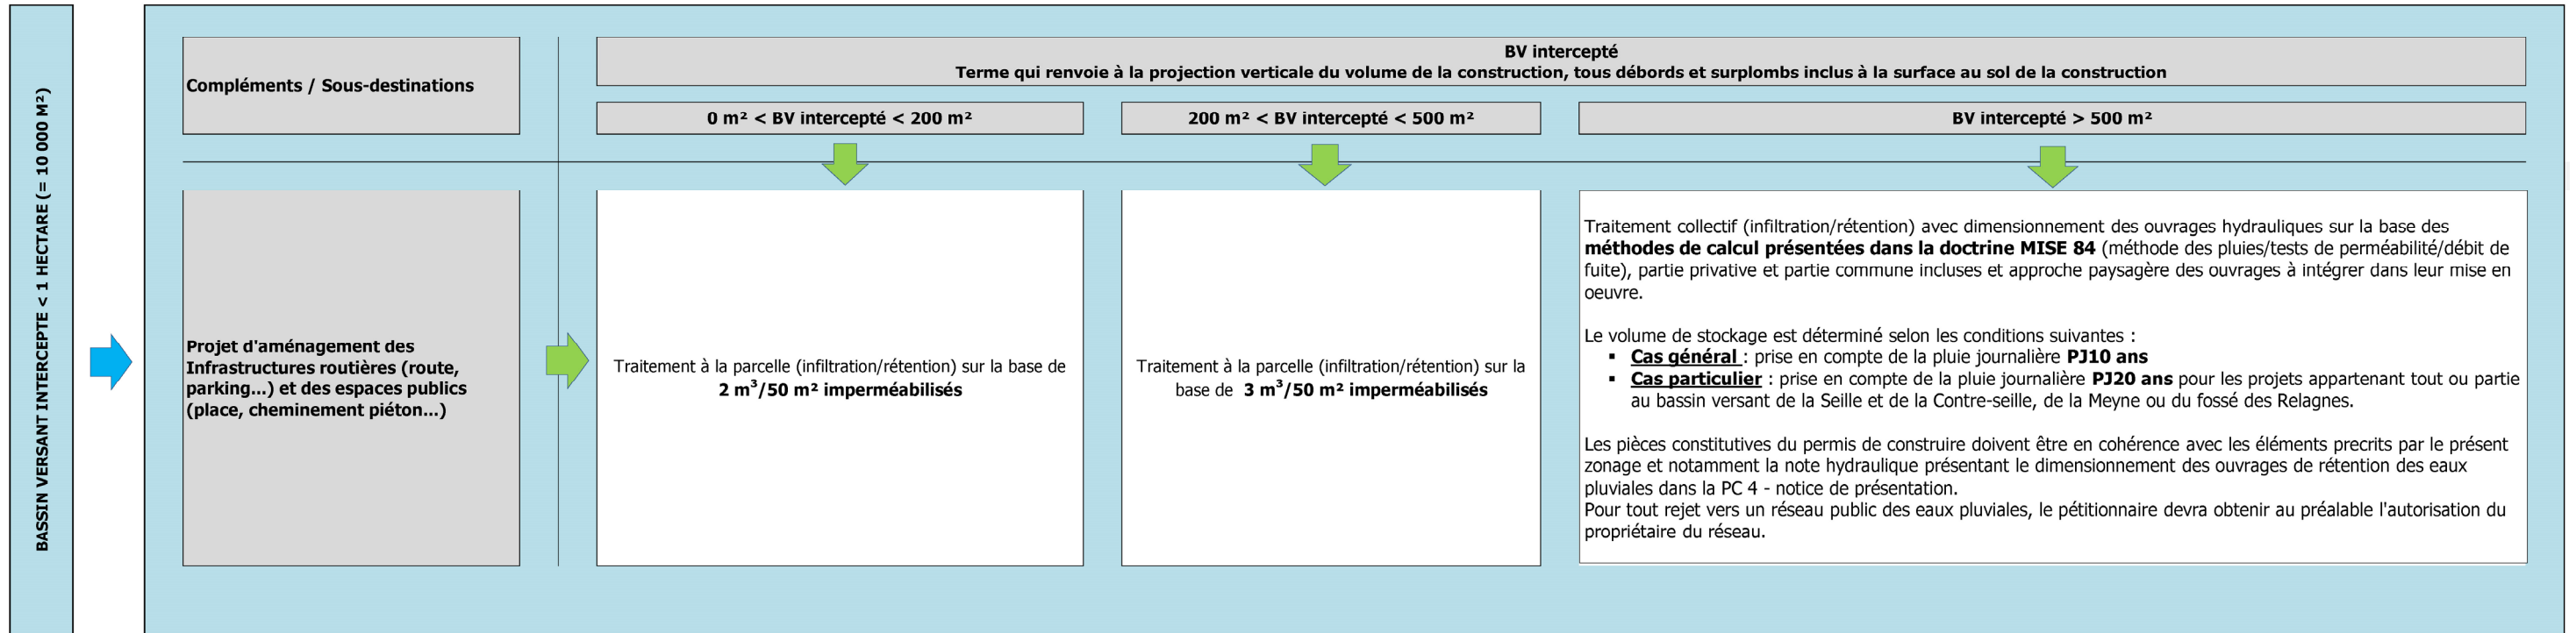 BASSIN VERSANT INTERCEPTE < 1 HECTARE (= 10 000 M²)
Compléments / Sous-destinations
BV intercepté
Terme qui renvoie à la projection verticale du volume de la construction, tous débords et surplombs inclus à la surface au sol de la construction
0 m² < BV intercepté < 200 m²
200 m² < BV intercepté < 500 m²
BV intercepté > 500 m²
Projet d'aménagement des
Infrastructures routières (route,
parking...) et des espaces publics
(place, cheminement piéton...)
Traitement à la parcelle (infiltration/rétention) sur la base de
2 m³/50 m² imperméabilisés
Traitement à la parcelle (infiltration/rétention) sur la
base de 3 m³/50 m² imperméabilisés
Traitement collectif (infiltration/rétention) avec dimensionnement des ouvrages hydrauliques sur la base des
méthodes de calcul présentées dans la doctrine MISE 84 (méthode des pluies/tests de perméabilité/débit de
fuite), partie privative et partie commune incluses et approche paysagère des ouvrages à intégrer dans leur mise en
oeuvre.
Le volume de stockage est déterminé selon les conditions suivantes :
▪ Cas général : prise en compte de la pluie journalière PJ10 ans
▪ Cas particulier : prise en compte de la pluie journalière PJ20 ans pour les projets appartenant tout ou partie
au bassin versant de la Seille et de la Contre-seille, de la Meyne ou du fossé des Relagnes.
Les pièces constitutives du permis de construire doivent être en cohérence avec les éléments precrits par le présent
zonage et notamment la note hydraulique présentant le dimensionnement des ouvrages de rétention des eaux
pluviales dans la PC 4 - notice de présentation.
Pour tout rejet vers un réseau public des eaux pluviales, le pétitionnaire devra obtenir au préalable l'autorisation du
propriétaire du réseau.